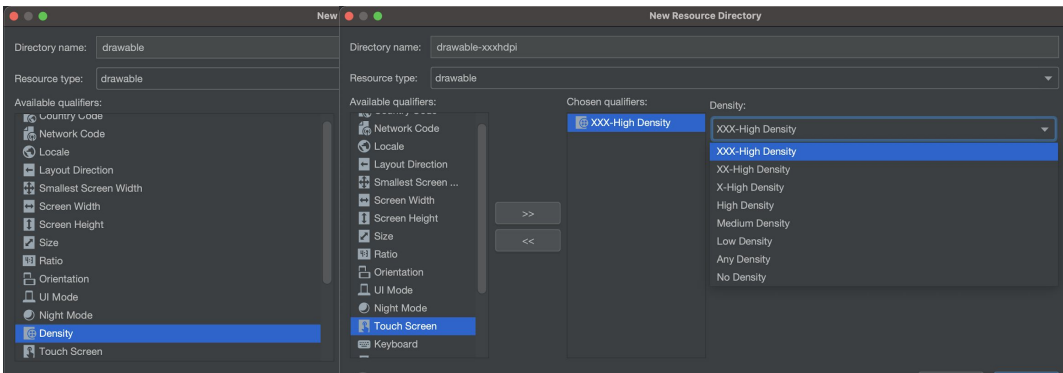 New
Directory name: drawable
Resource type: drawable
Available qualifiers:
Country Code
Network Code
Locale
Layout Direction
Smallest Screen Width
Screen Width
Screen Height
Size
Ratio
Orientation
UI Mode
Night Mode
Density
Touch Screen
New Resource Directory
Directory name: drawable-xxxhdpi
Resource type: drawable
Available qualifiers:
Country Code
Network Code
Locale
Layout Direction
Smallest Screen ...
Screen Width
Screen Height
Size
Ratio
Orientation
UI Mode
Night Mode
Touch Screen
Keyboard
>>
<<
Chosen qualifiers:
XXX-High Density
Density:
XXX-High Density
XXX-High Density
XX-High Density
X-High Density
High Density
Medium Density
Low Density
Any Density
No Density